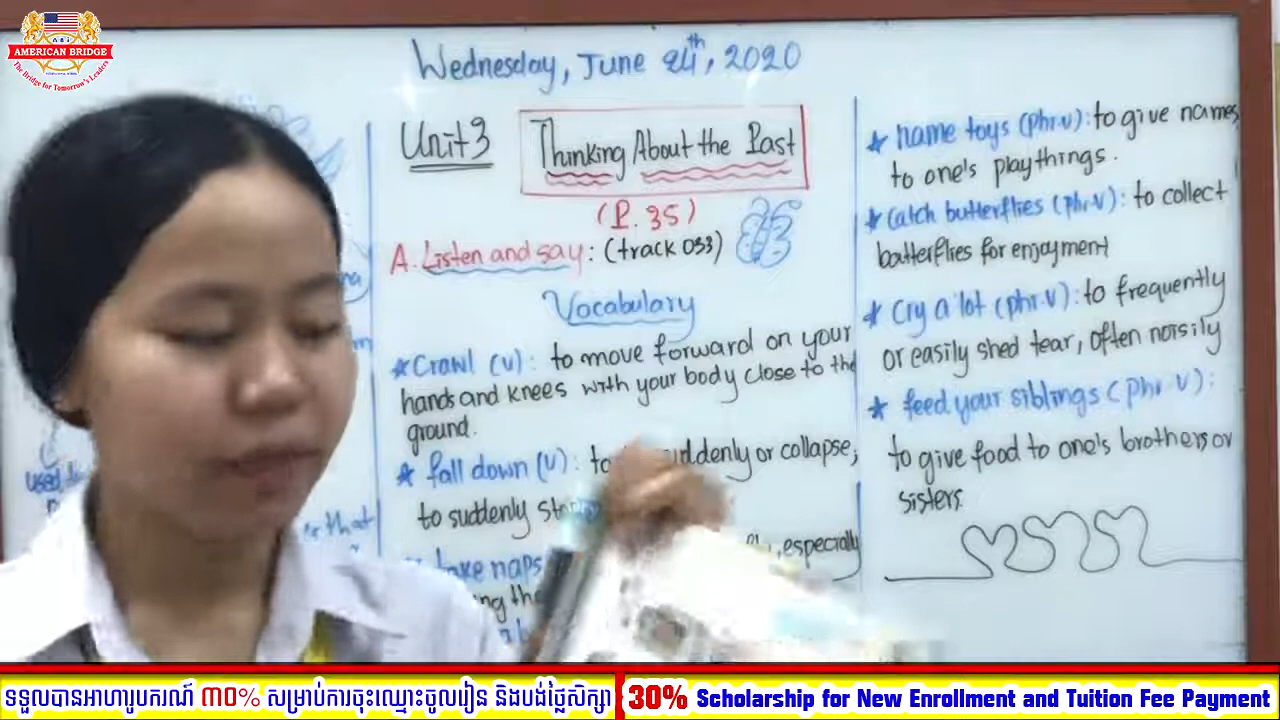 AMERICAN BRIDGE
The Bridge for Tomorrow's Leaders
Wednesday, June 24th, 2020
Unit 3
Thinking About the Past
(P. 35)
A. Listen and say: (track 033)
Vocabulary
* Crawl (v): to move forward on your
hands and knees with your body close to the
ground.
* fall down (v): to suddenly or collapse;
to suddenly
take naps
, especially
* name toys (phr.v): to give names
to one's playthings.
* Catch butterflies (phr.v): to collect
batterflies for enjoyment
* Cry a lot (phr.v): to frequently
or easily shed tear, often noisily
* feed your siblings (phr.v):
to give food to one's brothers, or
sisters.
ទទួលបានអាហារូបករណ៍ ៣០% សម្រាប់ការចុះឈ្មោះចូលរៀន និងបង់ថ្លៃសិក្សា
30% Scholarship for New Enrollment and Tuition Fee Payment